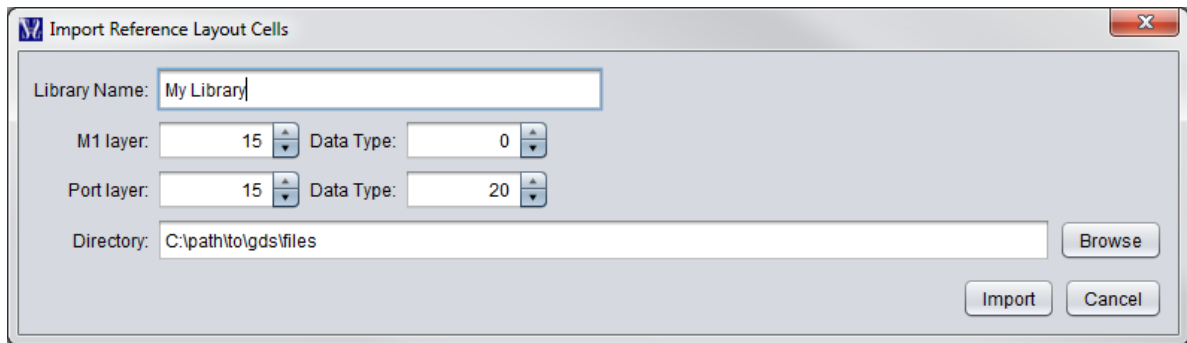 Import Reference Layout Cells
Library Name: My Library
M1 layer: 15 Data Type: 0
Port layer: 15 Data Type: 20
Directory: C:\path\to\gds\files Browse
Import Cancel